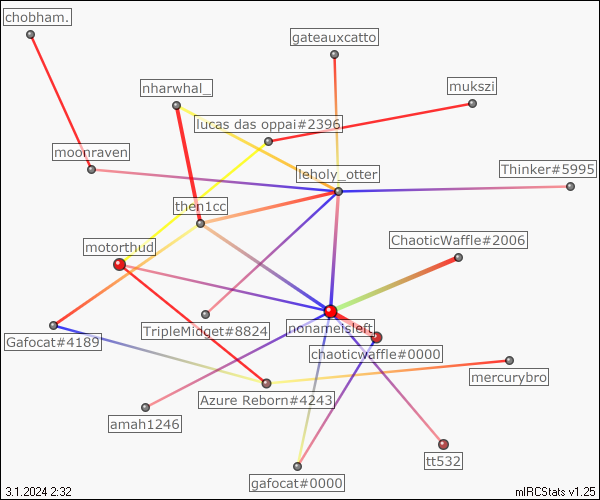 chobham.
gateauxcatto
nharwhal_
mukszi
lucas das oppai#2396
moonraven
leholy_otter
Thinker#5995
then1cc
motorthud
ChaoticWaffle#2006
TripleMidget#8824
nonameisleft
Gafocat#4189
chaoticwaffle#0000
mercurybro
Azure Reborn#4243
amah1246
tt532
gafocat#0000
3.1.2024 2:32
mIRCStats v1.25